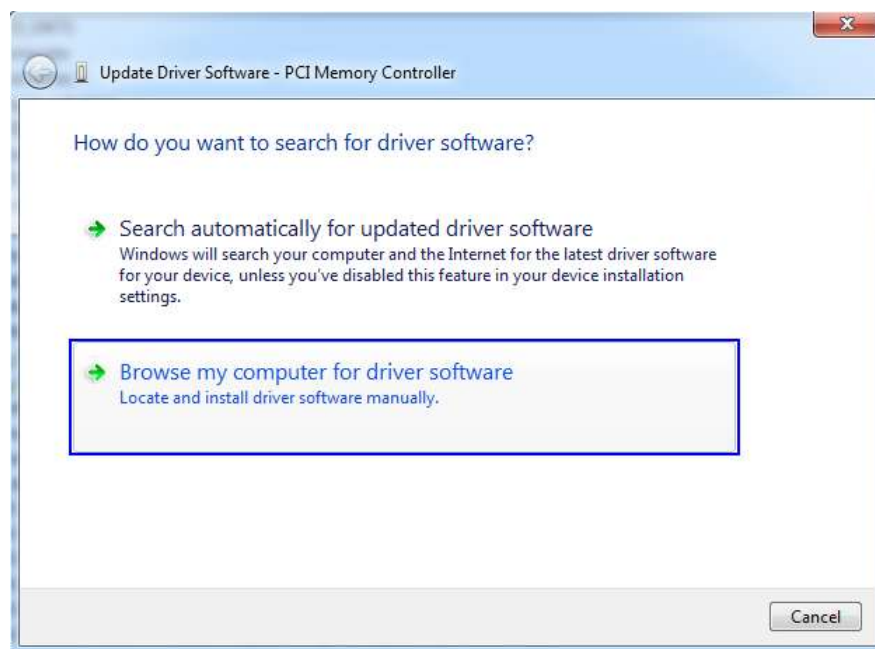 Update Driver Software - PCI Memory Controller
How do you want to search for driver software?
Search automatically for updated driver software
Windows will search your computer and the Internet for the latest driver software
for your device, unless you've disabled this feature in your device installation
settings.
Browse my computer for driver software
Locate and install driver software manually.
Cancel